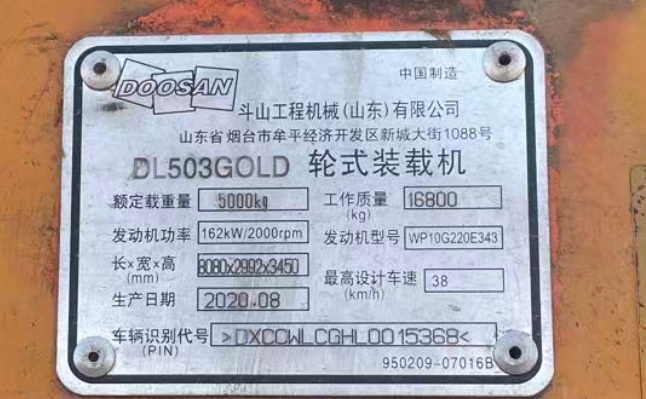 DOOSAN
中国制造
斗山工程机械(山东)有限公司
山东省烟台市牟平经济开发区新城大街1088号
DL503GOLD 轮式装载机
额定载重量 5000kg 工作质量 (kg) 16800
发动机功率 162kW/2000rpm 发动机型号 WP10G220E343
长×宽×高 (mm) 8080x2992x3450 最高设计车速 (km/h) 38
生产日期 2020.08
车辆识别代号 (PIN) >DXCCWLCGHL0015368<
950209-07016B